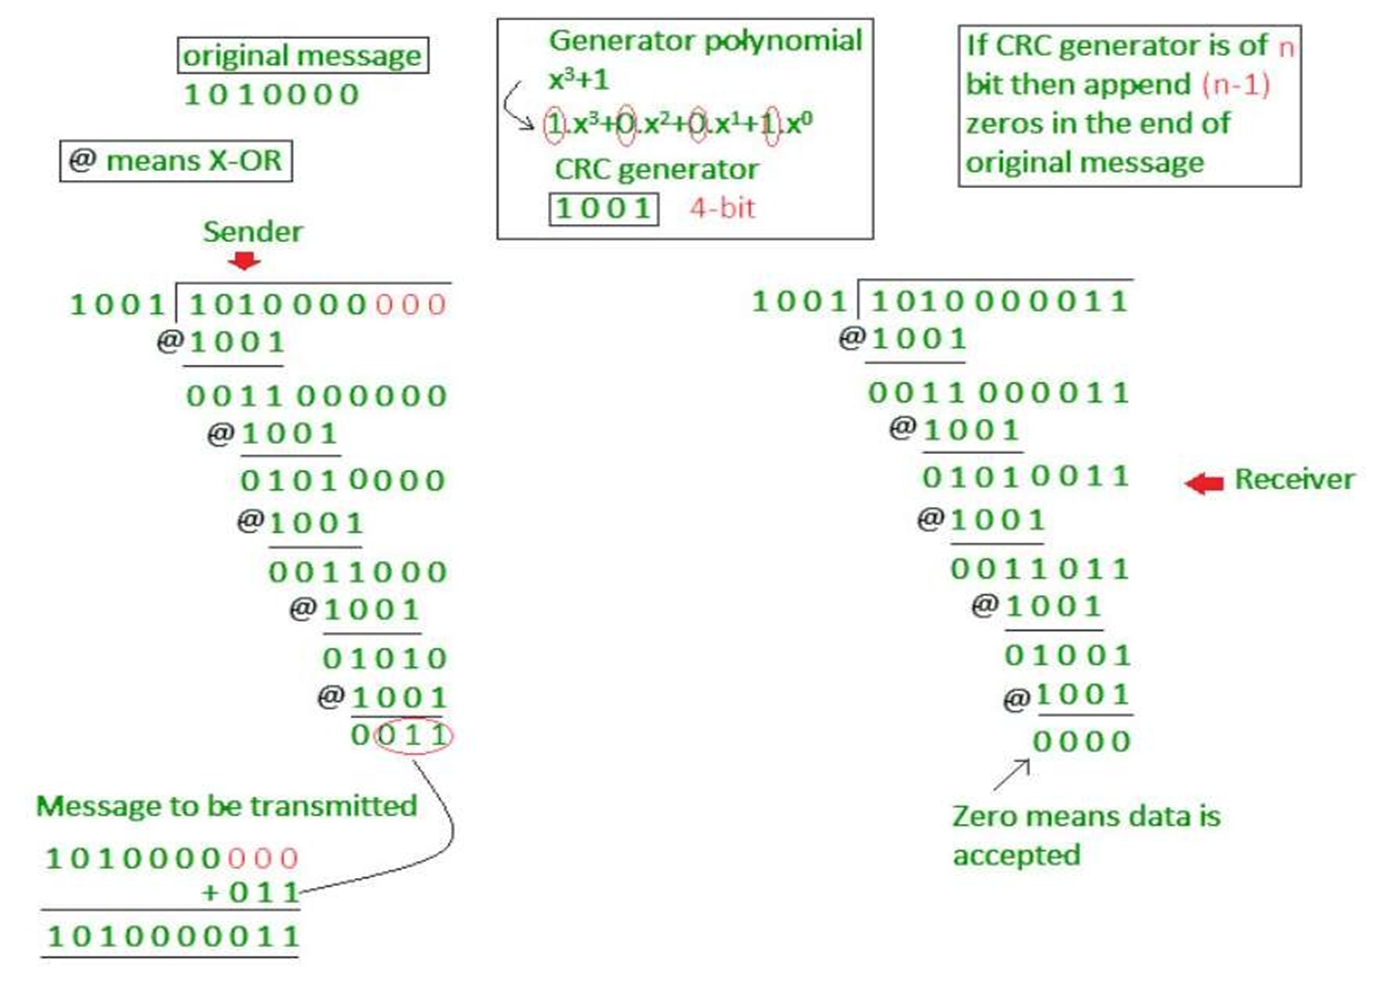 original message
1010000
@ means X-OR
Generator polynomial
x³+1
1.x³+0.x²+0.x¹+1.x⁰
CRC generator
1001 4-bit
If CRC generator is of n
bit then append (n-1)
zeros in the end of
original message
Sender
1001 1010000000
@1001
0011000000
@1001
01010000
@1001
0011000
@1001
01010
@1001
0011
Message to be transmitted
1010000000
+011
1010000011
1001 1010000011
@1001
0011000011
@1001
01010011
Receiver
@1001
0011011
@1001
01001
@1001
0000
Zero means data is
accepted